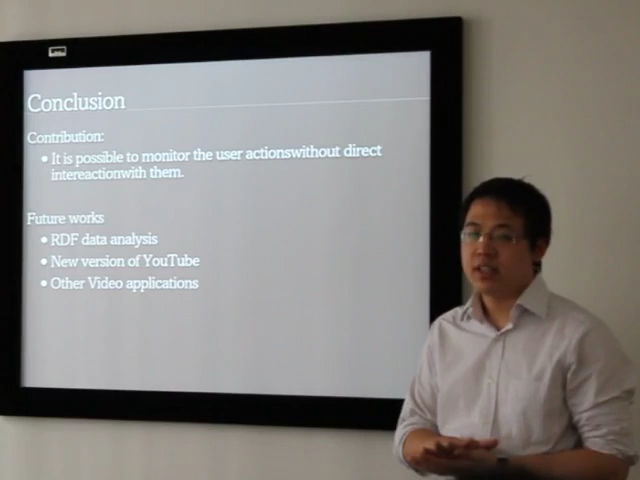 Conclusion
Contribution:
• It is possible to monitor the user actionswithout direct
intereactionwith them.
Future works
• RDF data analysis
• New version of YouTube
• Other Video applications